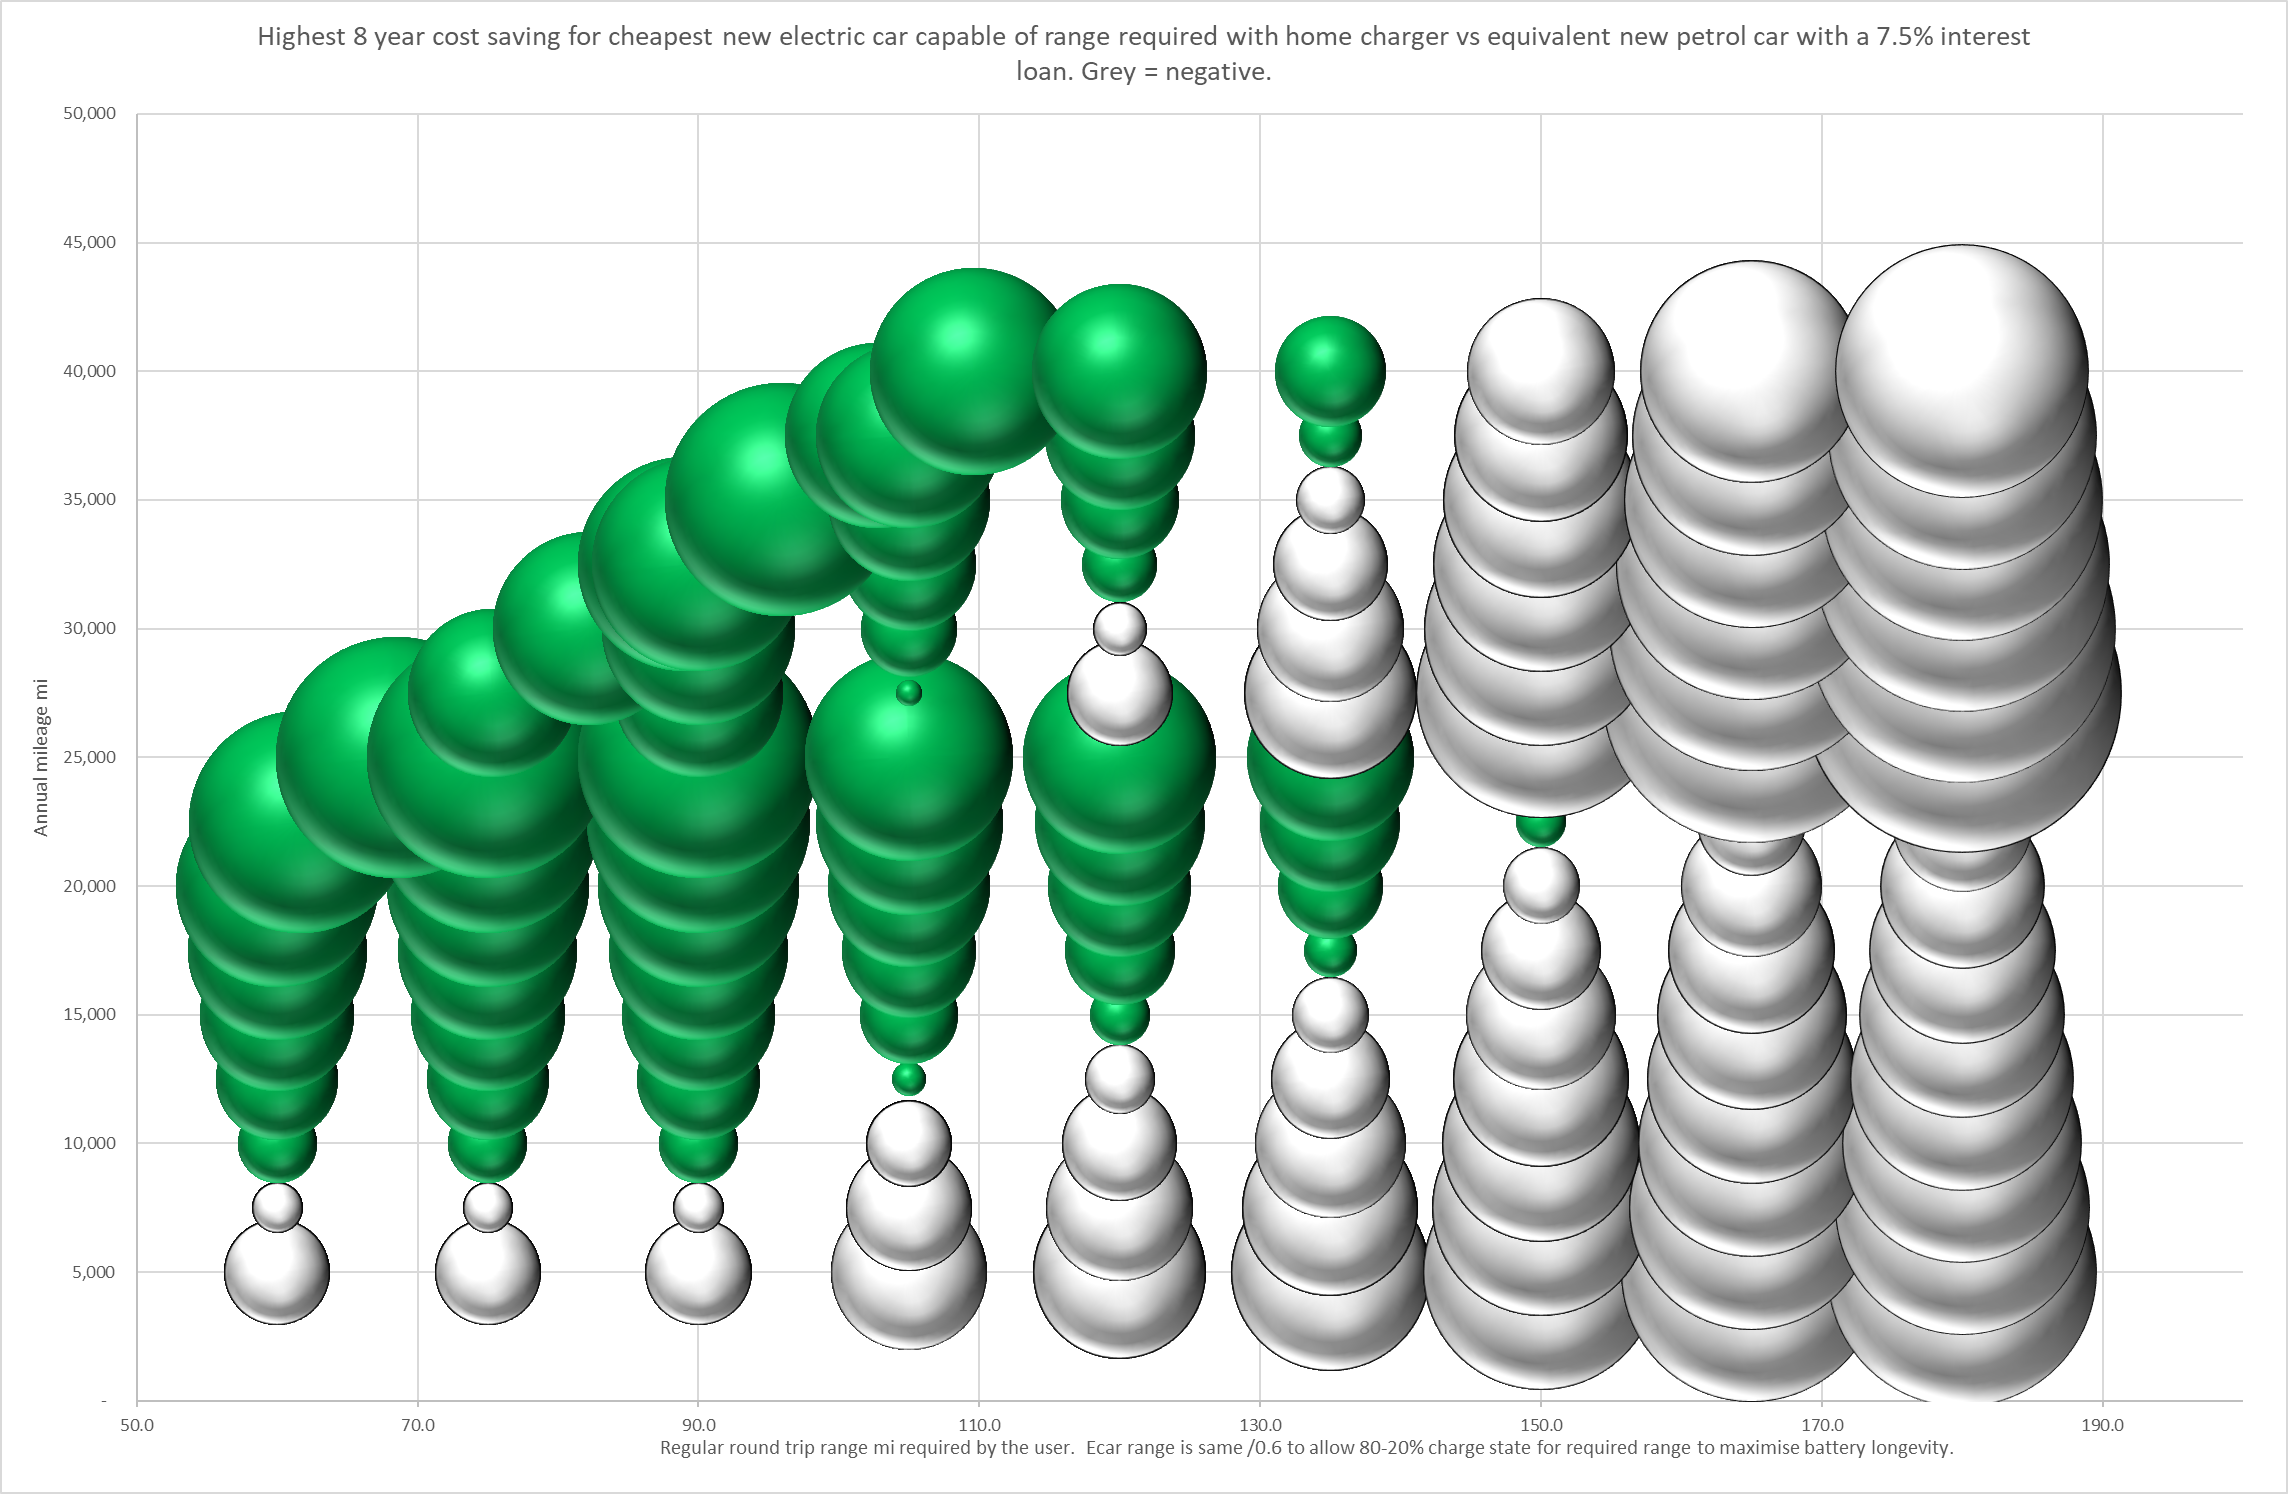 Highest 8 year cost saving for cheapest new electric car capable of range required with home charger vs equivalent new petrol car with a 7.5% interest
loan. Grey = negative.
50,000
45,000
40,000
35,000
30,000
25,000
20,000
15,000
10,000
5,000
-
Annual mileage mi
50.0 70.0 90.0 110.0 130.0 150.0 170.0 190.0
Regular round trip range mi required by the user.  Ecar range is same /0.6 to allow 80-20% charge state for required range to maximise battery longevity.